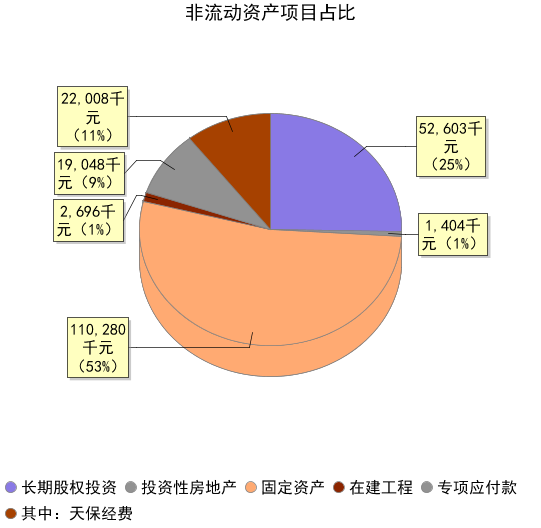 非流动资产项目占比
22,008千
元
（11%）
52,603千
元
（25%）
19,048千
元（9%）
2,696千
元（1%）
1,404千
元（1%）
110,280
千元
（53%）
长期股权投资 投资性房地产 固定资产 在建工程 专项应付款
其中：天保经费